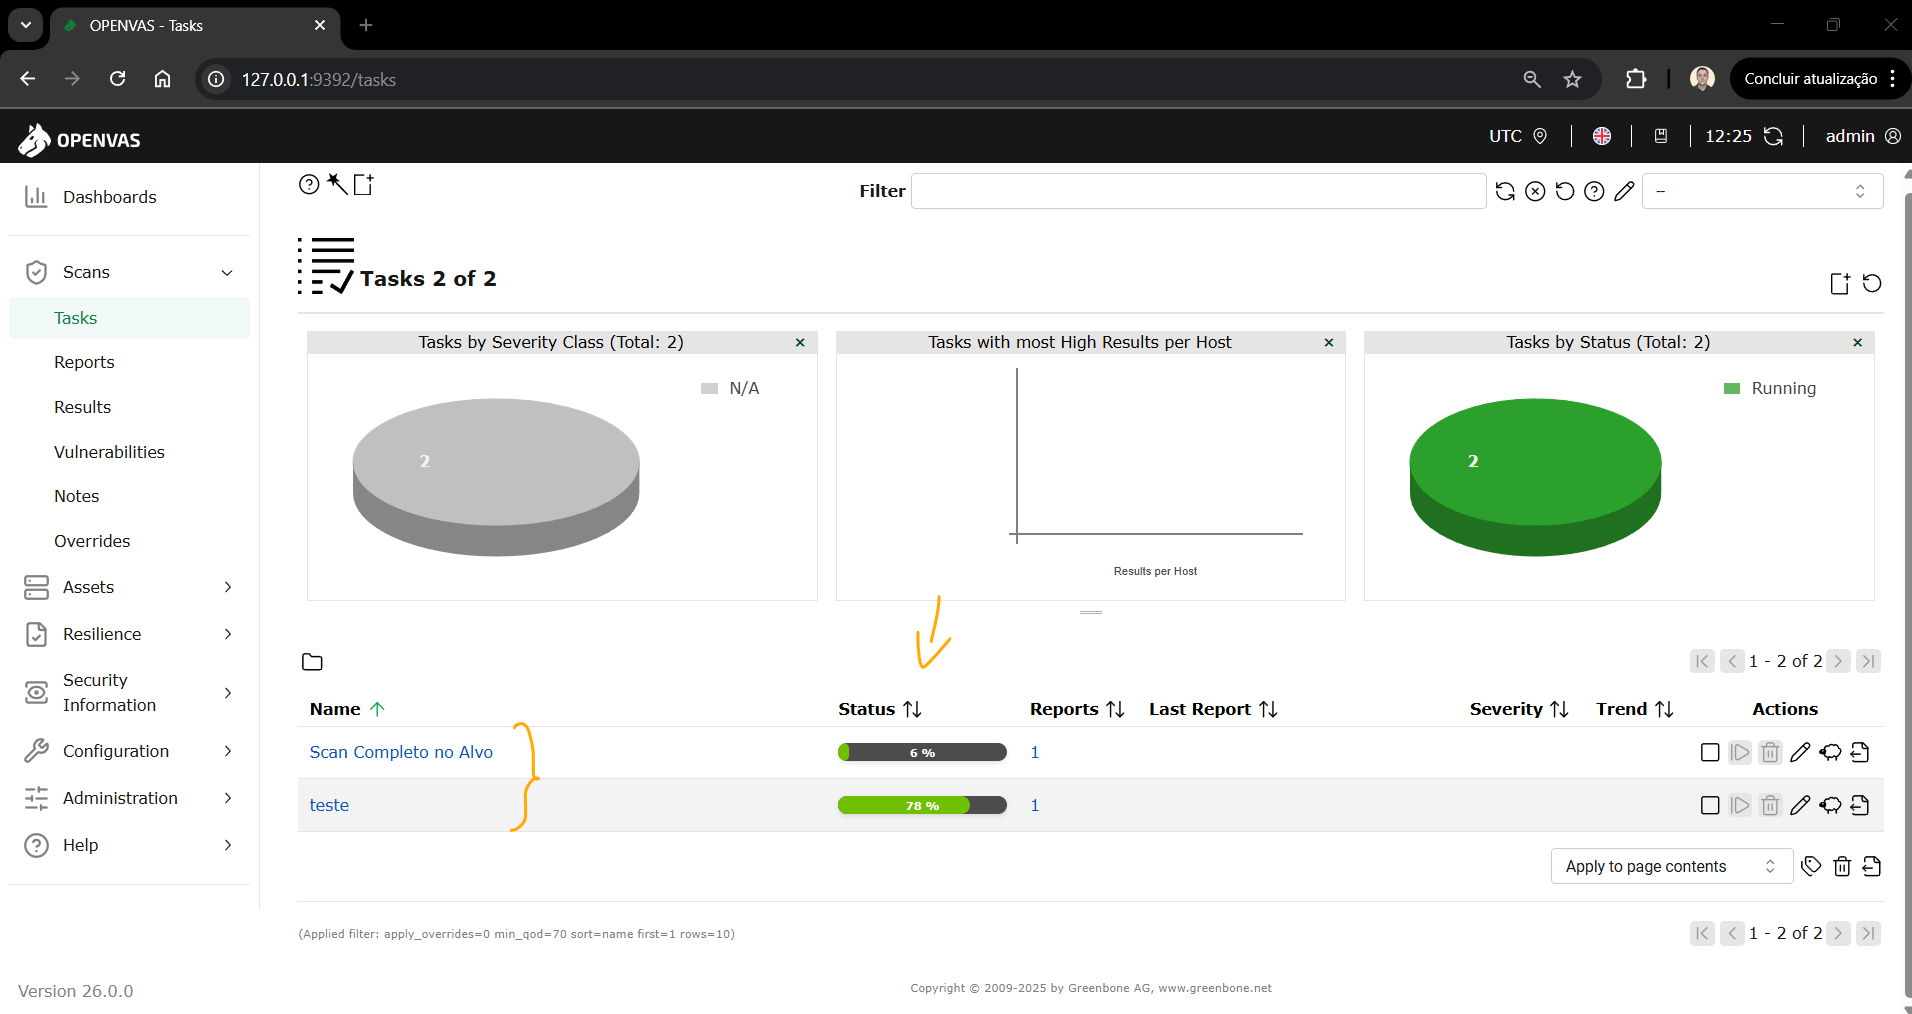 OPENVAS - Tasks
127.0.0.1:9392/tasks
Concluir atualização
OPENVAS
UTC
12:25
admin
Dashboards
Scans
Tasks
Reports
Results
Vulnerabilities
Notes
Overrides
Assets
Resilience
Security
Information
Configuration
Administration
Help
Version 26.0.0
Filter
--
Tasks 2 of 2
Tasks by Severity Class (Total: 2)
N/A
2
Tasks with most High Results per Host
Results per Host
Tasks by Status (Total: 2)
Running
2
1 - 2 of 2
Name Status Reports Last Report Severity Trend Actions
Scan Completo no Alvo 6 % 1
teste 78 % 1
Apply to page contents
(Applied filter: apply_overrides=0 min_qod=70 sort=name first=1 rows=10)
1 - 2 of 2
Copyright © 2009-2025 by Greenbone AG, www.greenbone.net